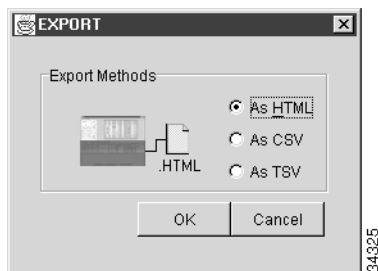 EXPORT
Export Methods
As HTML
As CSV
As TSV
.HTML
OK
Cancel
34325